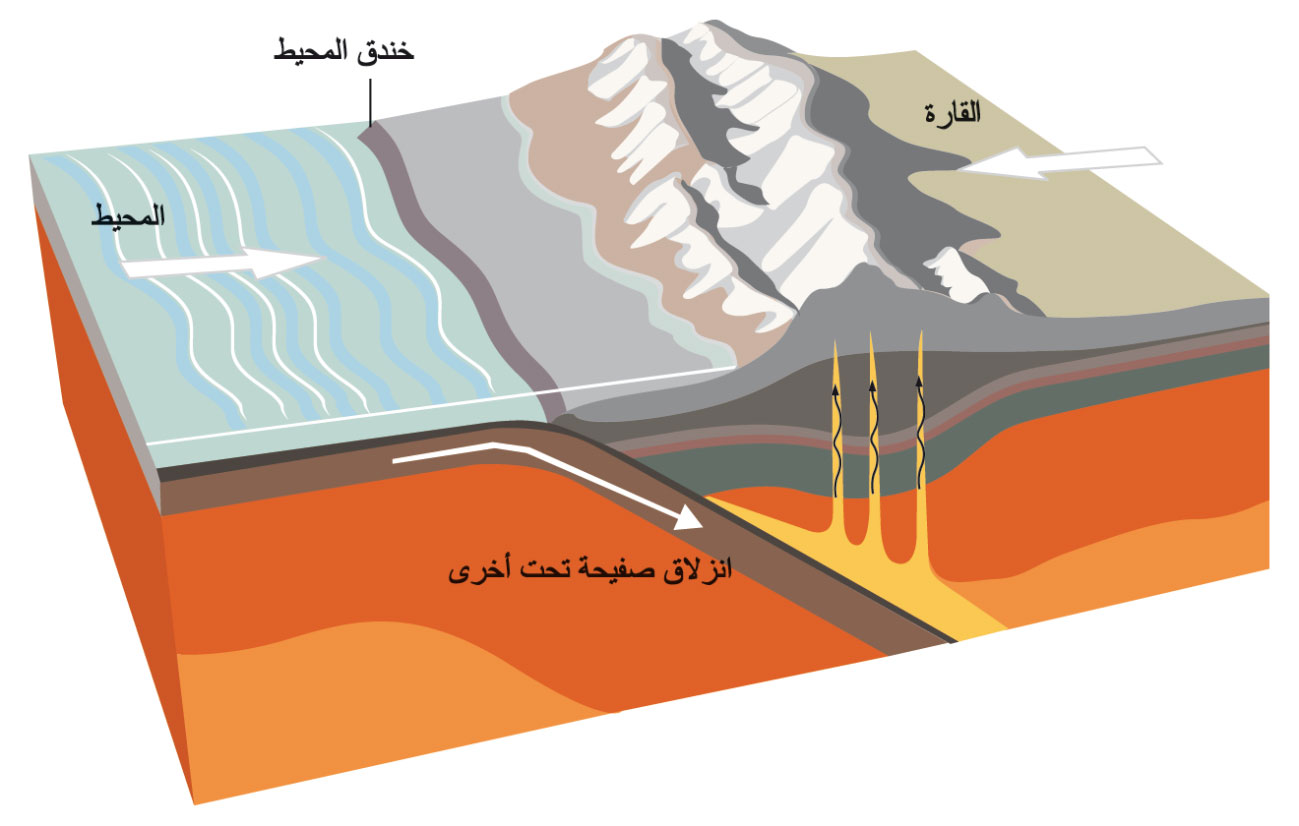 خندق المحيط
القارة
المحيط
انزلاق صفيحة تحت أخرى